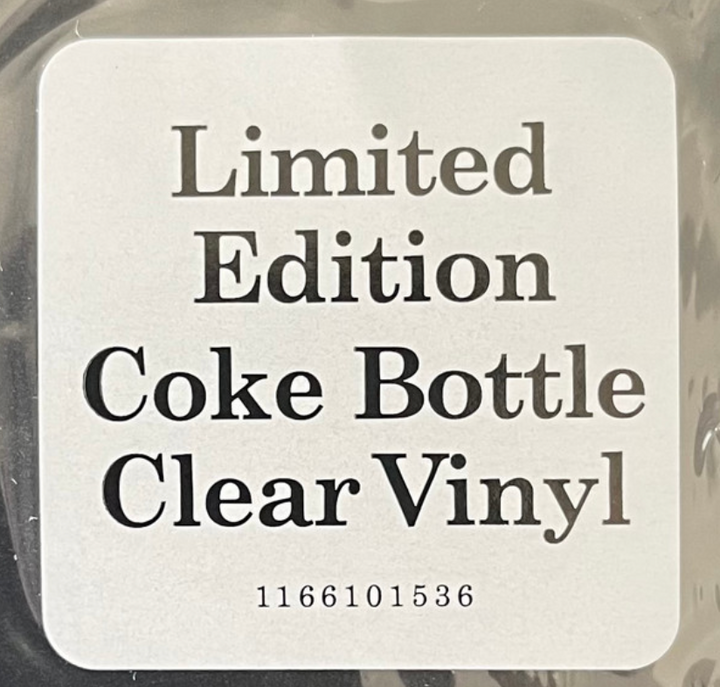 Limited
Edition
Coke Bottle
Clear Vinyl
1166101536